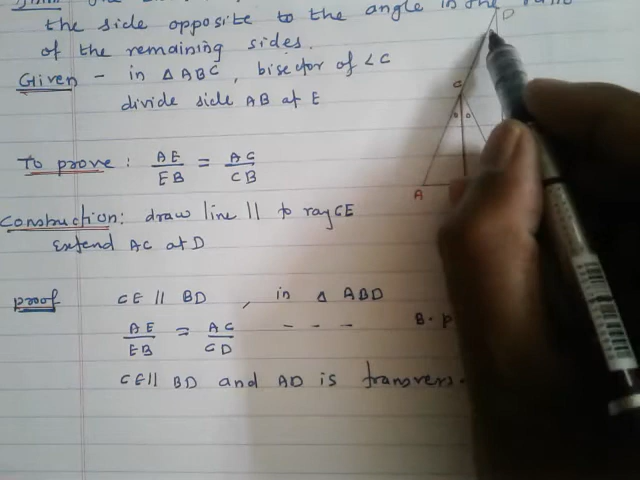 the side opposite to the angle in the
of the remaining sides.
Given - in △ ABC, bisector of ∠C
divide side AB at E
To prove: AE/EB = AC/CB
Construction: draw line || to ray CE
Extend AC at D
proof CE || BD, in △ ABD
AE/EB = AC/CD - - - B.P
CE || BD and AD is transvers.
D
C
A